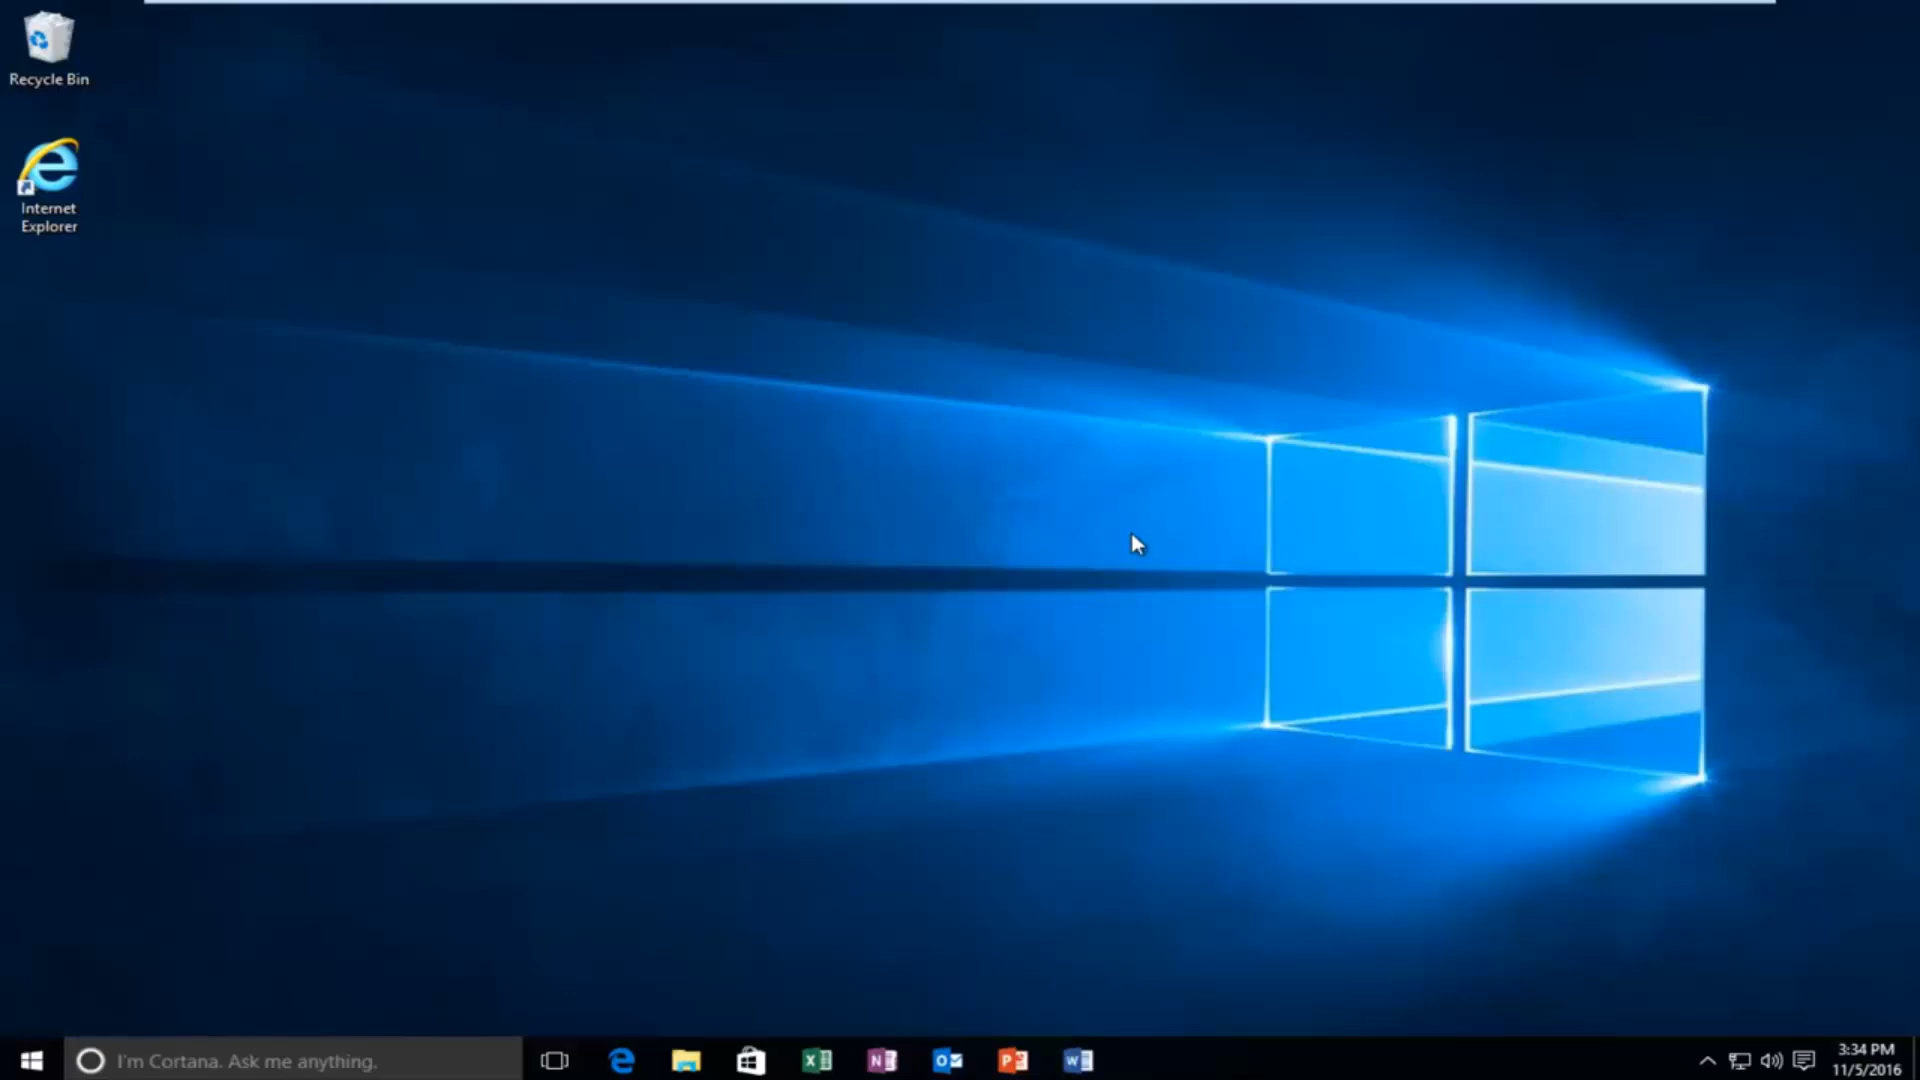 Recycle Bin
Internet
Explorer
I'm Cortana. Ask me anything.
N
O
P
W
3:34 PM
11/5/2016